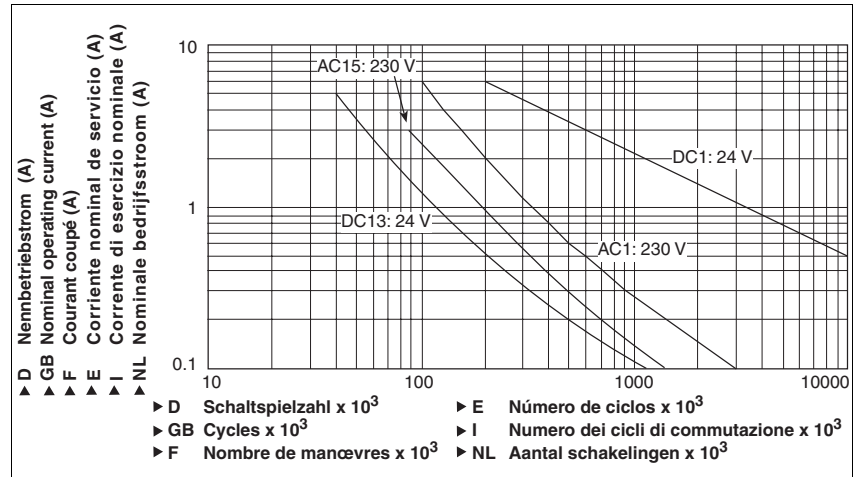 ▶ D Nennbetriebstrom (A)
▶ GB Nominal operating current (A)
▶ F Courant coupé (A)
▶ E Corriente nominal de servicio (A)
▶ I Corrente di esercizio nominale (A)
▶ NL Nominale bedrijfsstroom (A)
10
1
0.1
AC15: 230 V
DC1: 24 V
DC13: 24 V
AC1: 230 V
10 100 1000 10000
▶ D Schaltspielzahl x 10³
▶ GB Cycles x 10³
▶ F Nombre de manœvres x 10³
▶ E Número de ciclos x 10³
▶ I Numero dei cicli di commutazione x 10³
▶ NL Aantal schakelingen x 10³